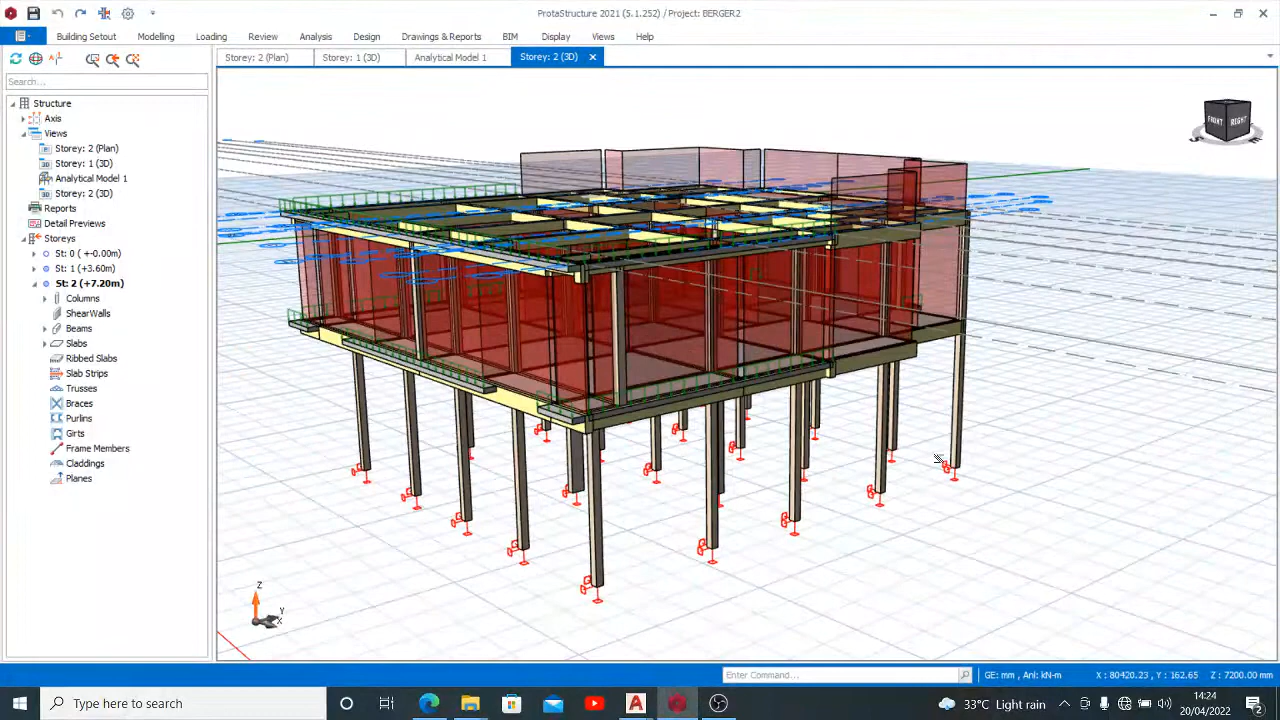 ProtaStructure 2021 (5.1.252) / Project: BERGER2
Building Setout Modelling Loading Review Analysis Design Drawings & Reports BIM Display Views Help
Storey: 2 (Plan) Storey: 1 (3D) Analytical Model 1 Storey: 2 (3D)
Search...
Structure
Axis
Views
Storey: 2 (Plan)
Storey: 1 (3D)
Analytical Model 1
Storey: 2 (3D)
Reports
Detail Previews
Storeys
St: 0 ( +-0.00m)
St: 1 (+3.60m)
St: 2 (+7.20m)
Columns
ShearWalls
Beams
Slabs
Ribbed Slabs
Slab Strips
Trusses
Braces
Purlins
Girts
Frame Members
Claddings
Planes
FRONT RIGHT
Z
Y
X
Enter Command...
GE: mm , Anl: kN-m
X : 80420.23 , Y : 162.65
Z : 7200.00 mm
Type here to search
33°C Light rain
14:24
20/04/2022